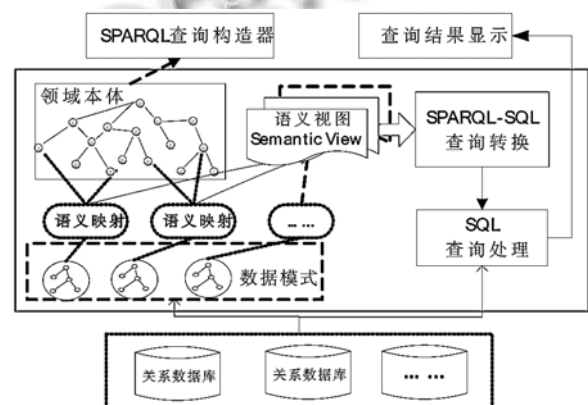 SPARQL查询构造器
查询结果显示
领域本体
语义视图
Semantic View
SPARQL-SQL
查询转换
语义映射
语义映射
... ...
SQL
查询处理
数据模式
关系数据库
关系数据库
... ...